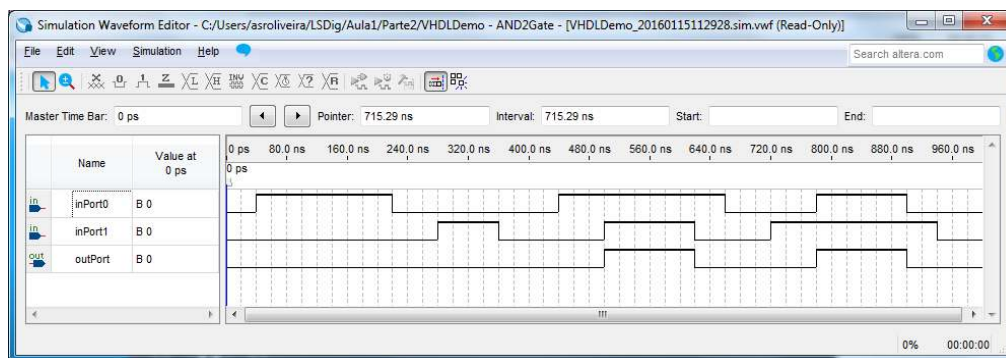 Simulation Waveform Editor - C:/Users/asroliveira/LSDig/Aula1/Parte2/VHDLDemo - AND2Gate - [VHDLDemo_20160115112928.sim.vwf (Read-Only)]
File Edit View Simulation Help
Search altera.com
Master Time Bar: 0 ps Pointer: 715.29 ns Interval: 715.29 ns Start: End:
Name Value at 0 ps
0 ps 80.0 ns 160.0 ns 240.0 ns 320.0 ns 400.0 ns 480.0 ns 560.0 ns 640.0 ns 720.0 ns 800.0 ns 880.0 ns 960.0 ns
0 ps
in inPort0 B 0
in inPort1 B 0
out outPort B 0
0% 00:00:00